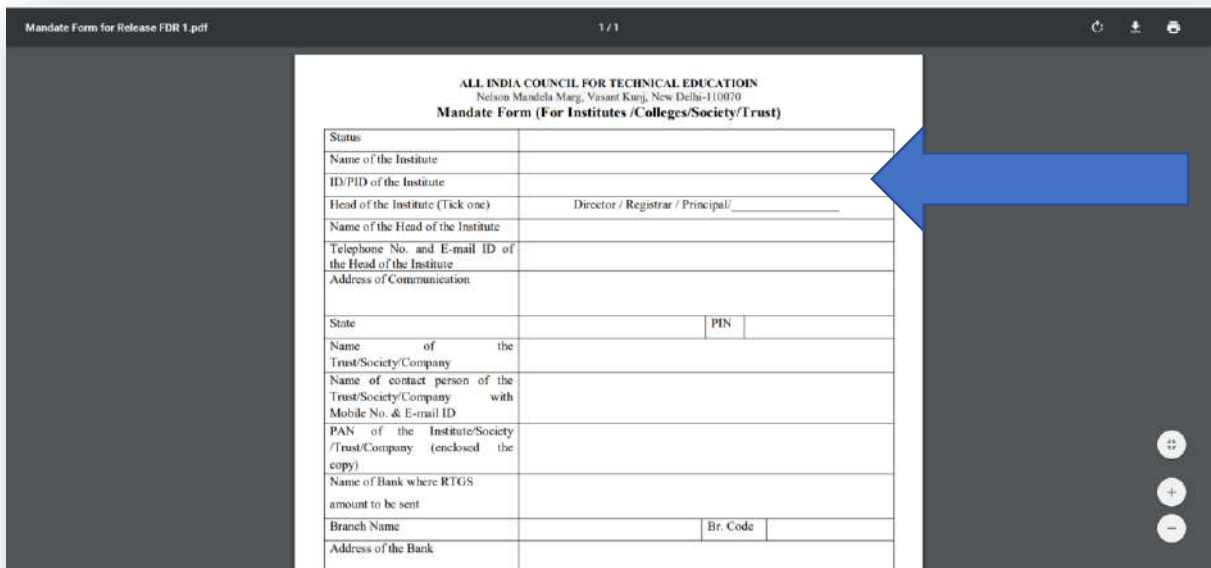 Mandate Form for Release FDR 1.pdf 1 / 1
ALL INDIA COUNCIL FOR TECHNICAL EDUCATIOIN
Nelson Mandela Marg, Vasant Kunj, New Delhi-110070
Mandate Form (For Institutes /Colleges/Society/Trust)
Status
Name of the Institute
ID/PID of the Institute
Head of the Institute (Tick one) Director / Registrar / Principal/__________________
Name of the Head of the Institute
Telephone No. and E-mail ID of
the Head of the Institute
Address of Communication
State PIN
Name of the
Trust/Society/Company
Name of contact person of the
Trust/Society/Company with
Mobile No. & E-mail ID
PAN of the Institute/Society
/Trust/Company (enclosed the
copy)
Name of Bank where RTGS
amount to be sent
Branch Name Br. Code
Address of the Bank